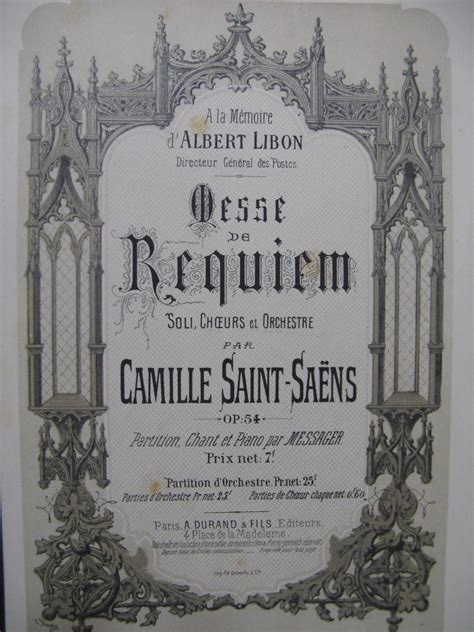 A la Mémoire
d'ALBERT LIBON
Directeur Général des Postes.
Messe
DE
Requiem
SOLI, CHŒURS et ORCHESTRE
PAR
CAMILLE SAINT-SAËNS
OP: 54
Partition, Chant et Piano par MESSAGER.
Prix net: 7f.
Partition d'Orchestre. Pr. net: 25f.
Parties d'Orchestre Pr. net. 25f. Parties de Chœur chaque net. 0f.60
Paris, A. DURAND & FILS, Editeurs,
4, Place de la Madeleine.